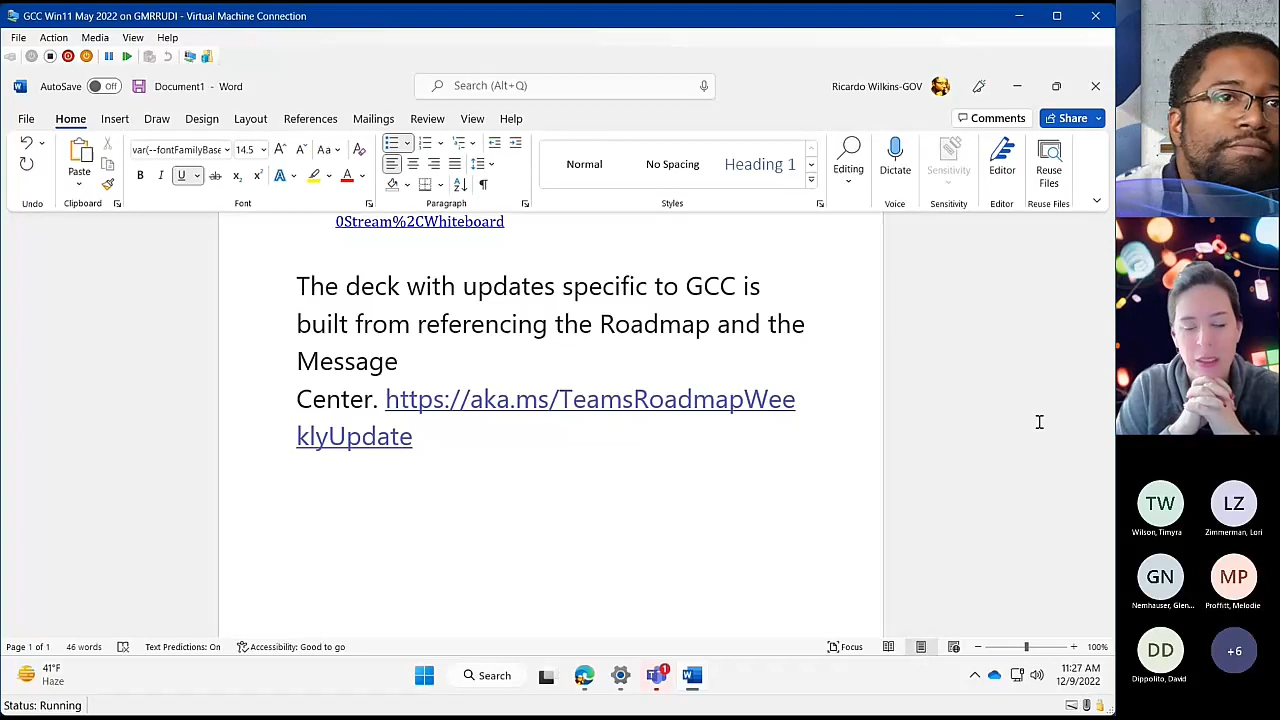 GCC Win11 May 2022 on GMRRUDI - Virtual Machine Connection
File Action Media View Help
AutoSave Off Document1 - Word Search (Alt+Q) Ricardo Wilkins-GOV
File Home Insert Draw Design Layout References Mailings Review View Help Comments Share
var(--fontFamilyBase 14.5 Aa
Paste B I U ab x₂ x² A A Normal No Spacing Heading 1 Editing Dictate Sensitivity Editor Reuse Files
Undo Clipboard Font Paragraph Styles Voice Sensitivity Editor Reuse Files
0Stream%2CWhiteboard
The deck with updates specific to GCC is
built from referencing the Roadmap and the
Message
Center. https://aka.ms/TeamsRoadmapWee
klyUpdate
TW LZ
Wilson, Timyra Zimmerman, Lori
GN MP
Nemhauser, Glen... Proffitt, Melodie
DD +6
Dippolito, David
Page 1 of 1 46 words Text Predictions: On Accessibility: Good to go Focus 100%
41°F
Haze
Search
1
11:27 AM
12/9/2022
Status: Running